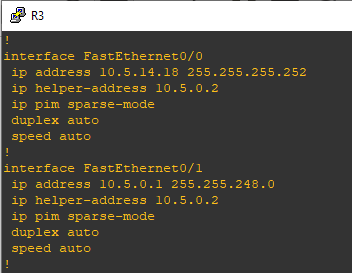 R3
!
interface FastEthernet0/0
ip address 10.5.14.18 255.255.255.252
ip helper-address 10.5.0.2
ip pim sparse-mode
duplex auto
speed auto
!
interface FastEthernet0/1
ip address 10.5.0.1 255.255.248.0
ip helper-address 10.5.0.2
ip pim sparse-mode
duplex auto
speed auto
!